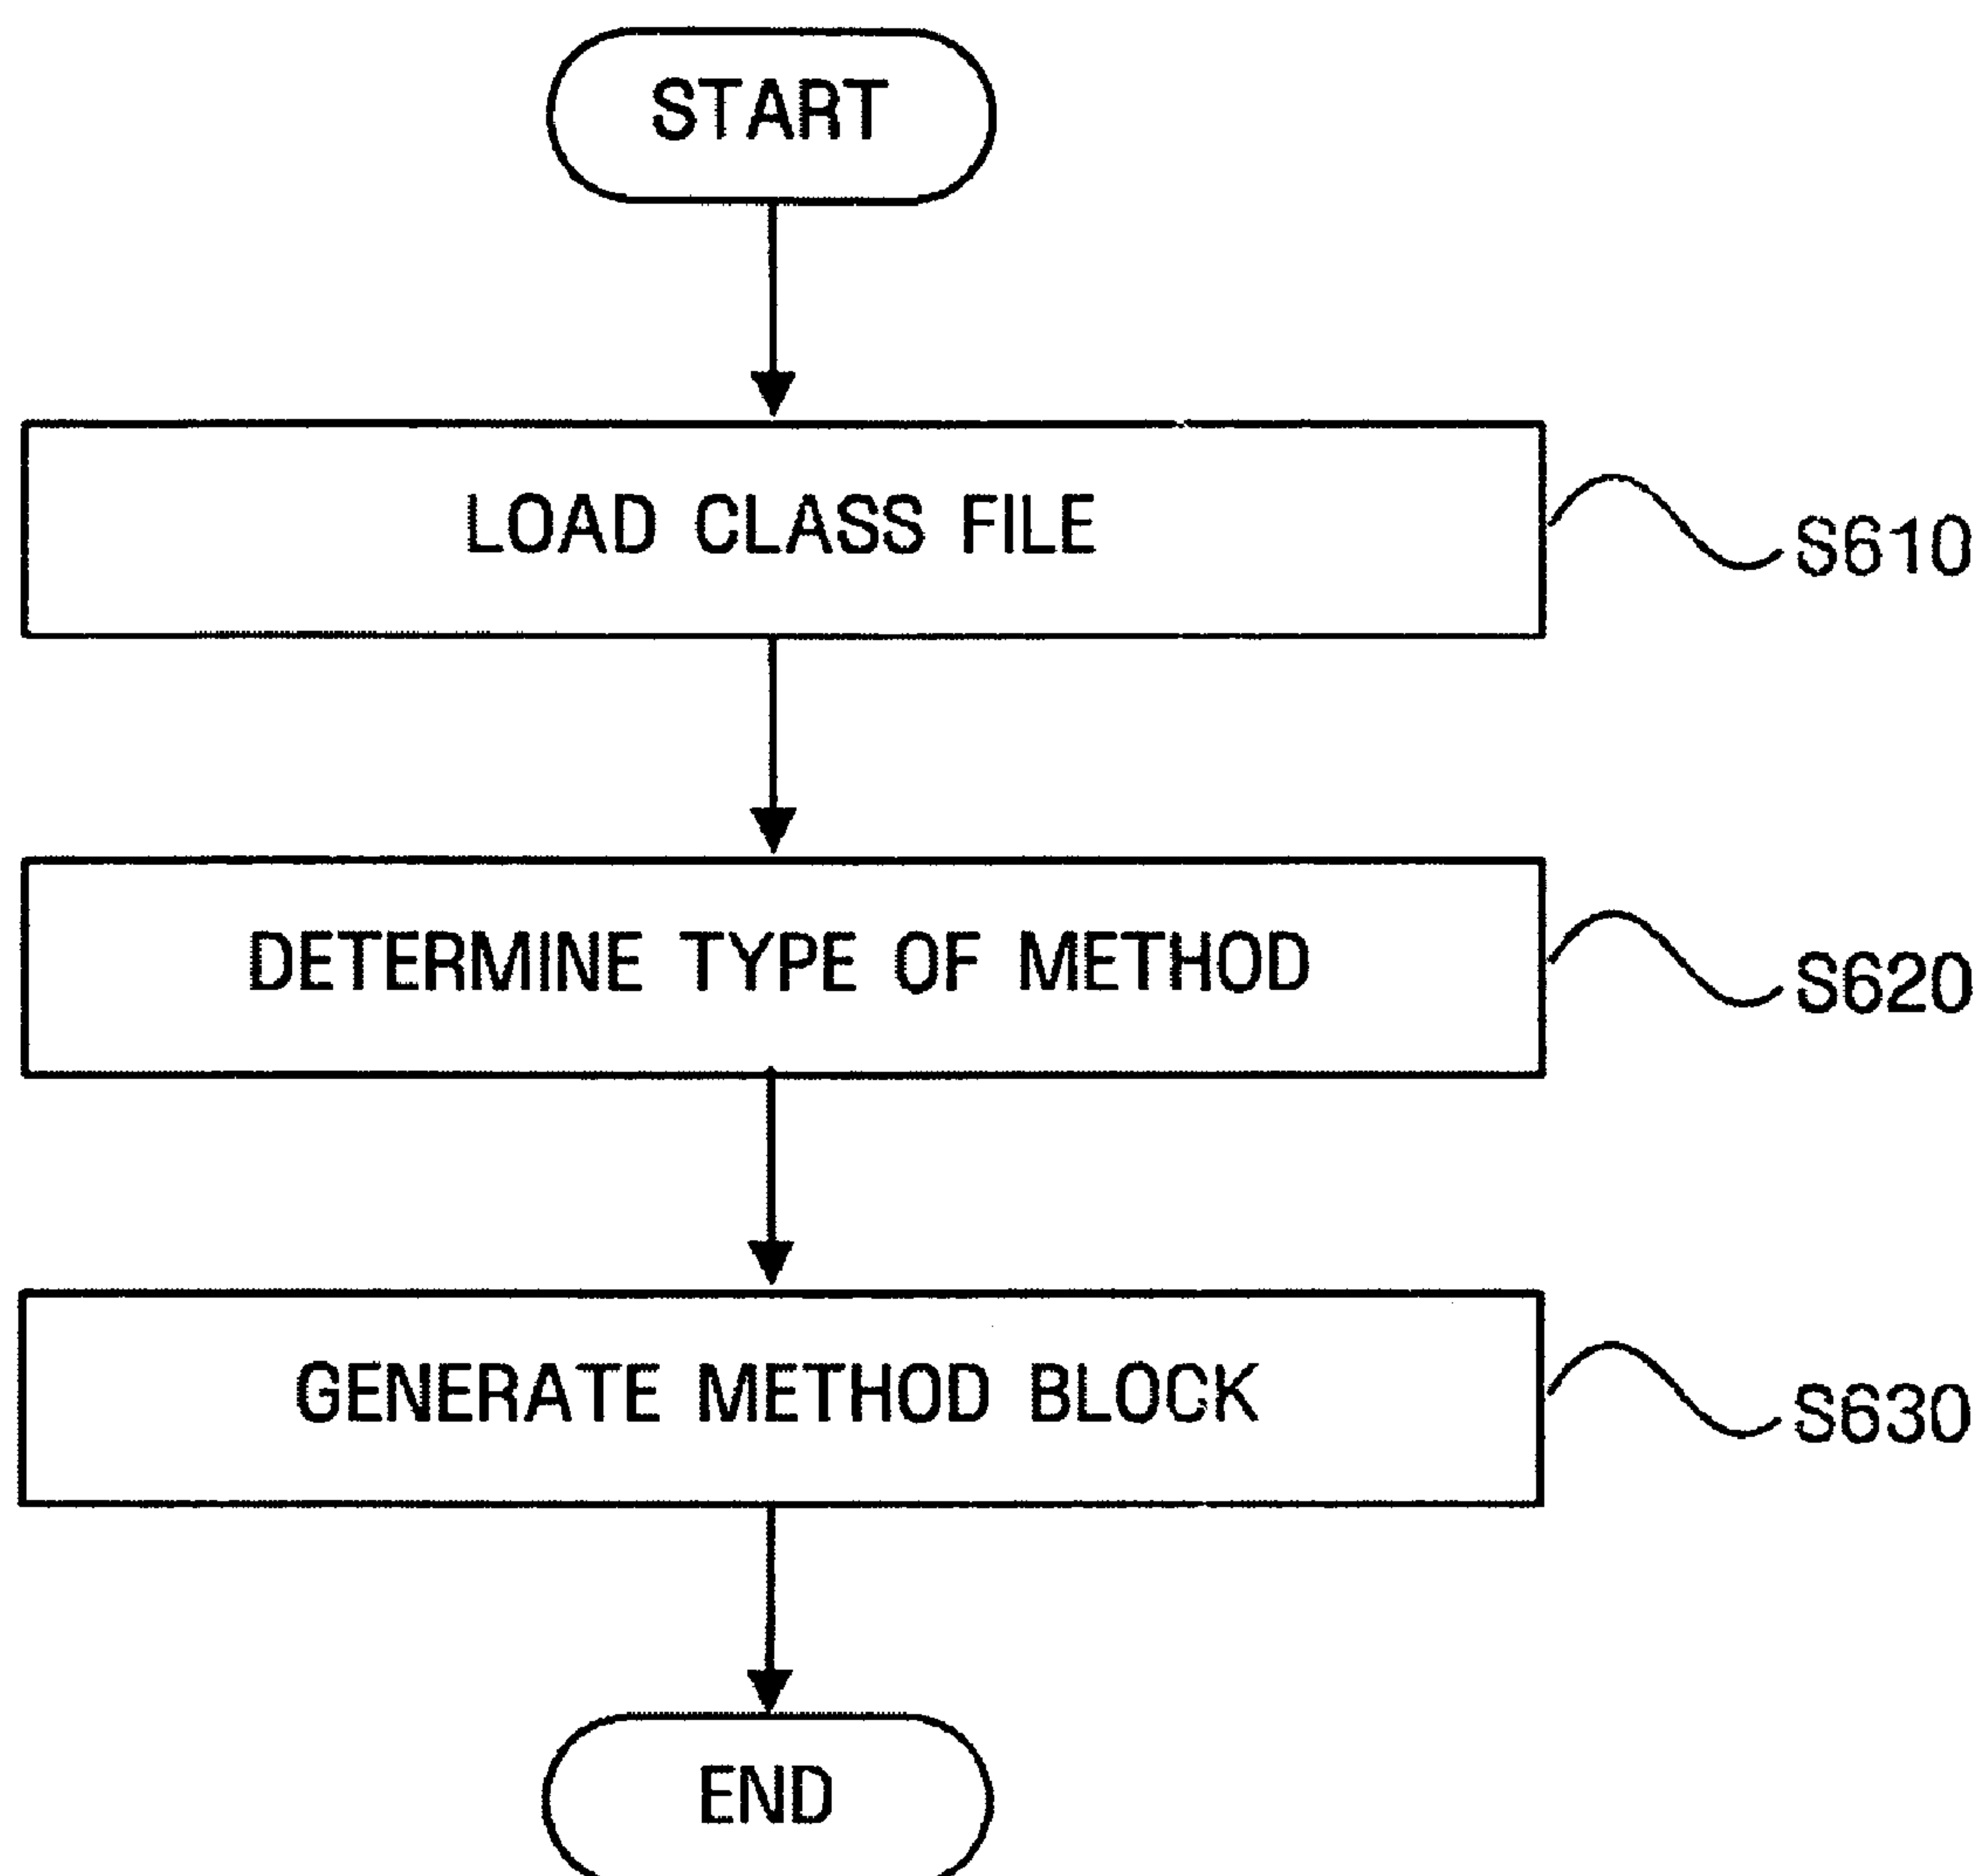 START
LOAD CLASS FILE
S610
DETERMINE TYPE OF METHOD
S620
GENERATE METHOD BLOCK
S630
END